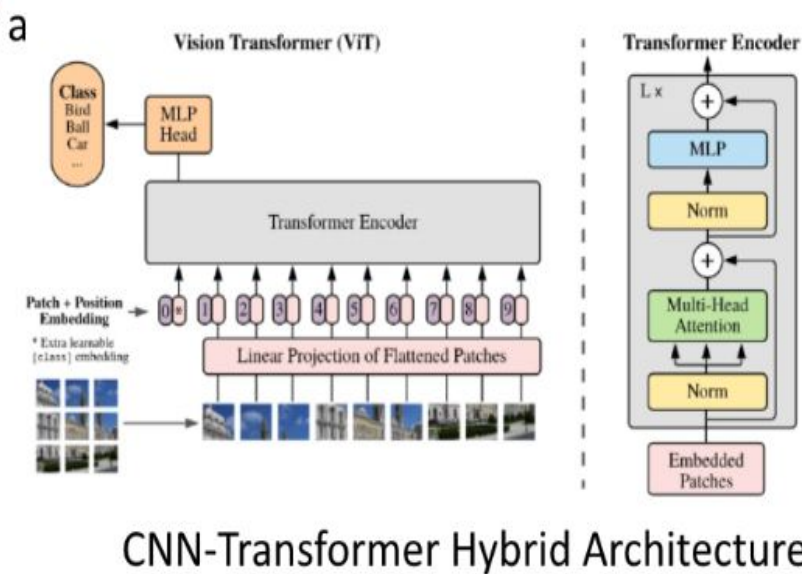 a
Vision Transformer (ViT)
Class
Bird
Ball
Car
...
MLP
Head
Transformer Encoder
Patch + Position
Embedding
0 * 1 2 3 4 5 6 7 8 9
* Extra learnable
[class] embedding
Linear Projection of Flattened Patches
Transformer Encoder
L x
+
MLP
Norm
+
Multi-Head
Attention
Norm
Embedded
Patches
CNN-Transformer Hybrid Architecture